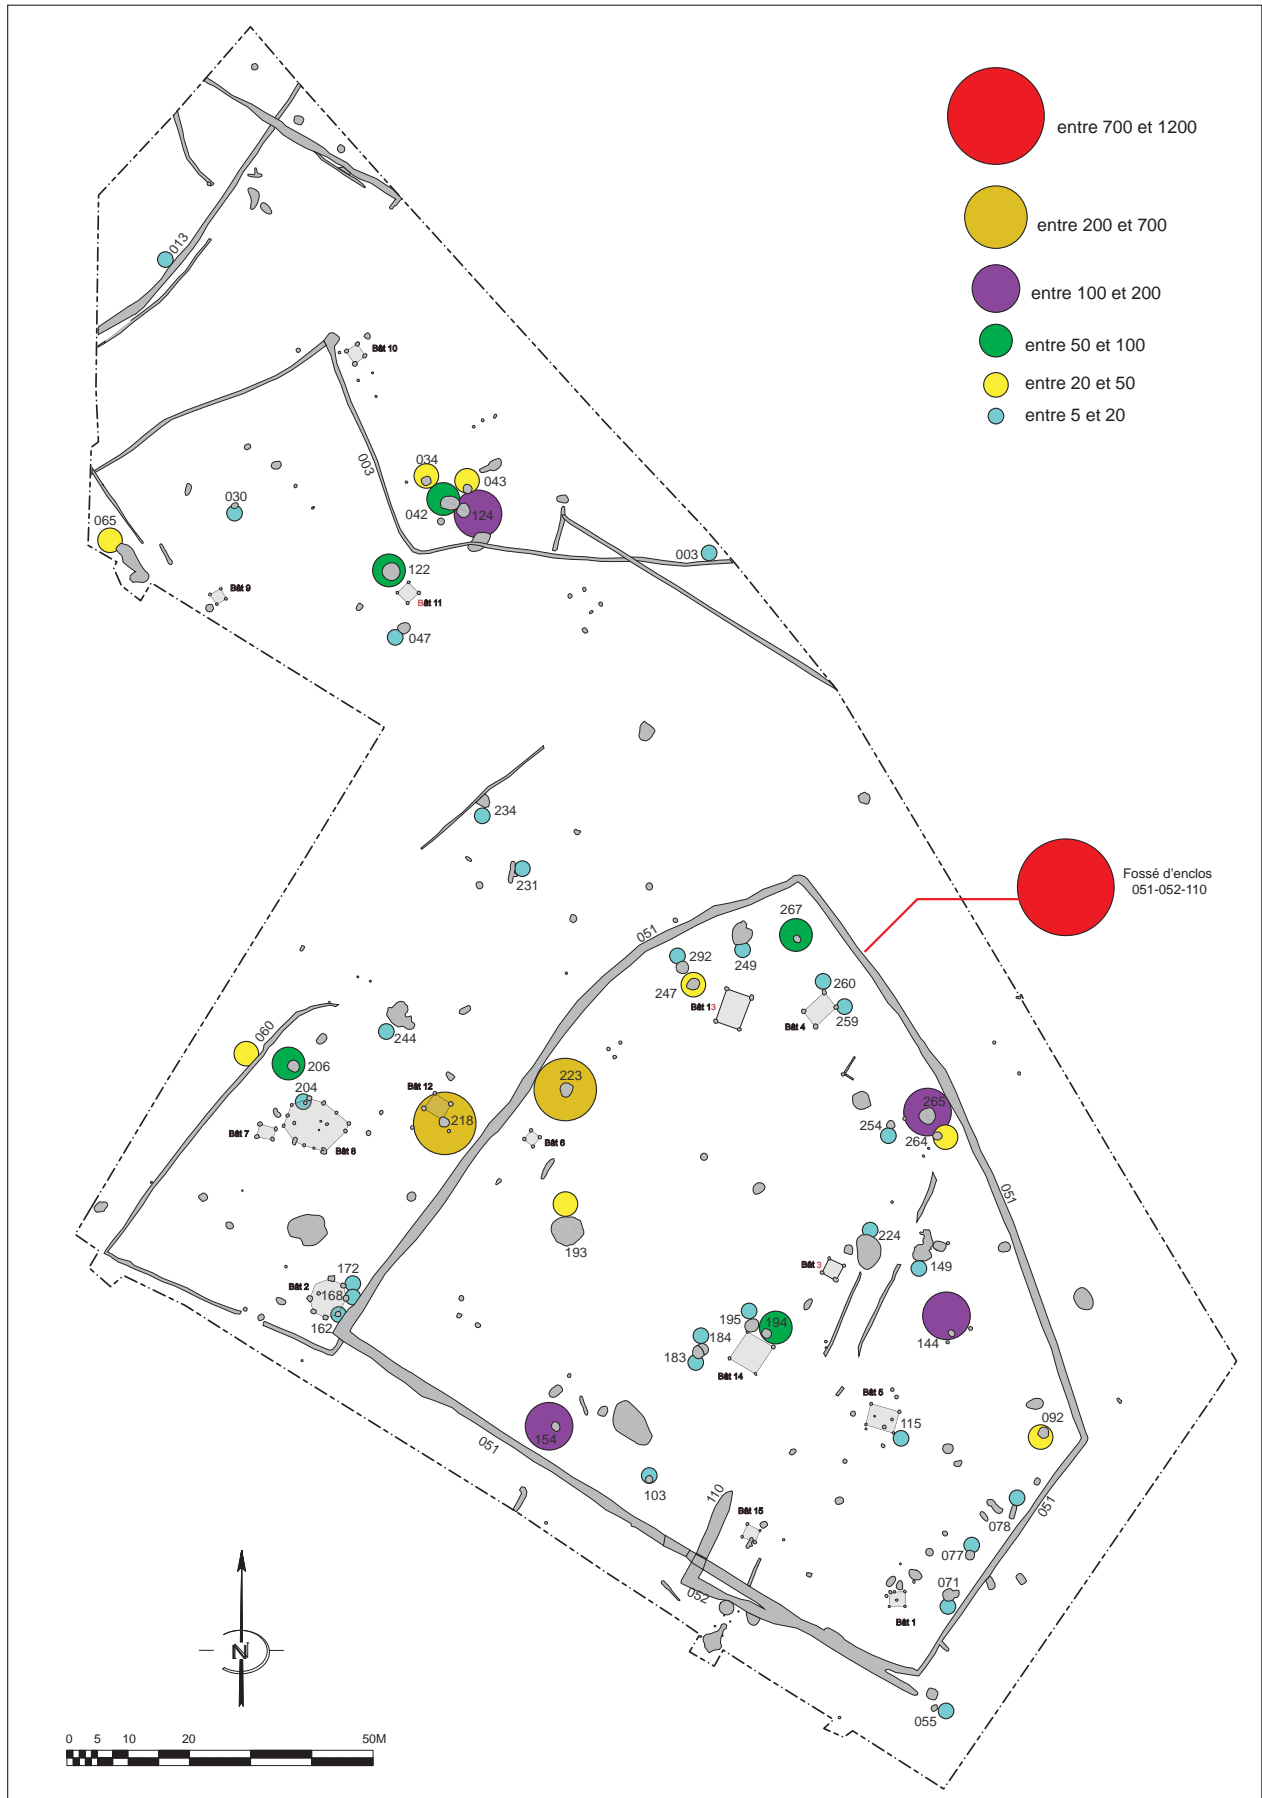 entre 700 et 1200
entre 200 et 700
entre 100 et 200
entre 50 et 100
entre 20 et 50
entre 5 et 20
013
Bât 10
003
034
043
042
124
030
065
003
122
Bât 9
Bât 11
047
234
231
Fossé d'enclos
051-052-110
267
051
292
249
247
260
Bât 13
Bât 4
259
060
244
206
223
204
Bât 12
218
265
Bât 7
Bât 8
Bât 6
254
264
051
193
224
149
172
Bât 2
168
162
Bât 3
195
194
184
183
Bât 14
144
Bât 5
115
092
154
051
103
110
Bât 15
078
051
077
071
052
Bât 1
055
N
0 5 10 20 50M